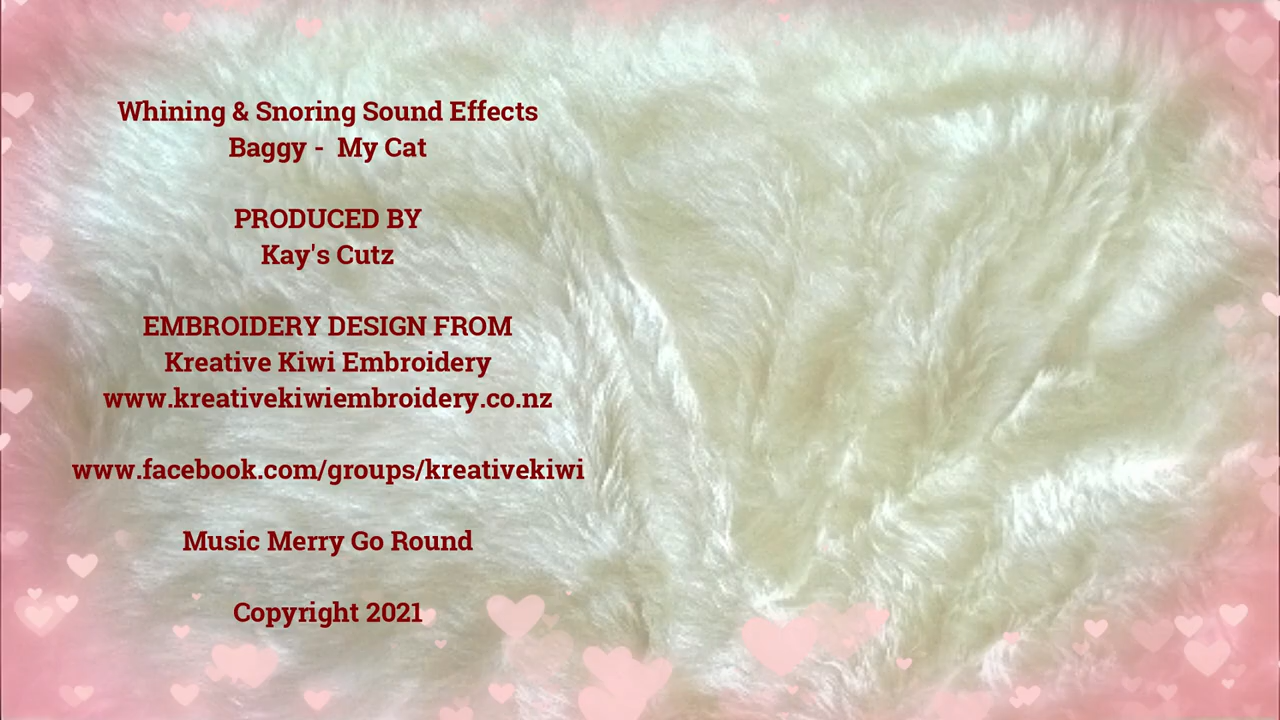 Whining & Snoring Sound Effects
Baggy -  My Cat
PRODUCED BY
Kay's Cutz
EMBROIDERY DESIGN FROM
Kreative Kiwi Embroidery
www.kreativekiwiembroidery.co.nz
www.facebook.com/groups/kreativekiwi
Music Merry Go Round
Copyright 2021